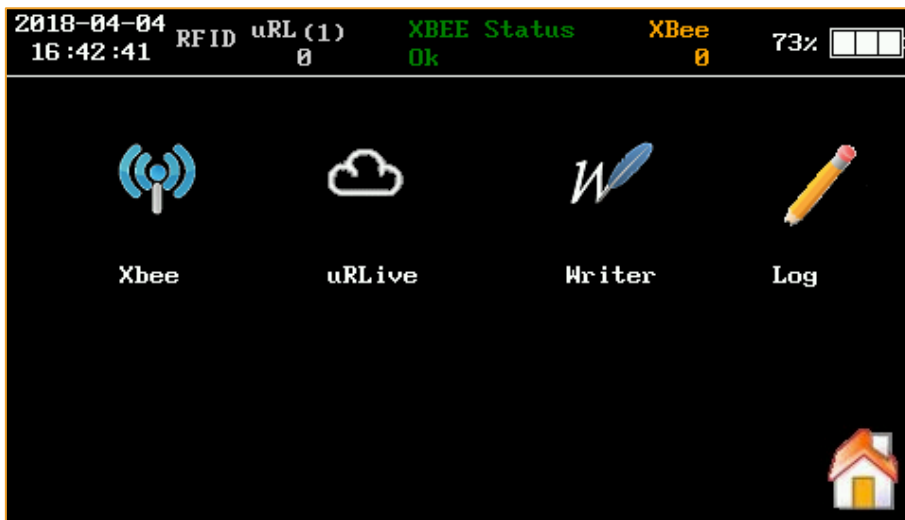 2018-04-04 RFID uRL(1) XBEE Status XBee 73%
16:42:41 0 Ok 0
W
Xbee uRLive Writer Log